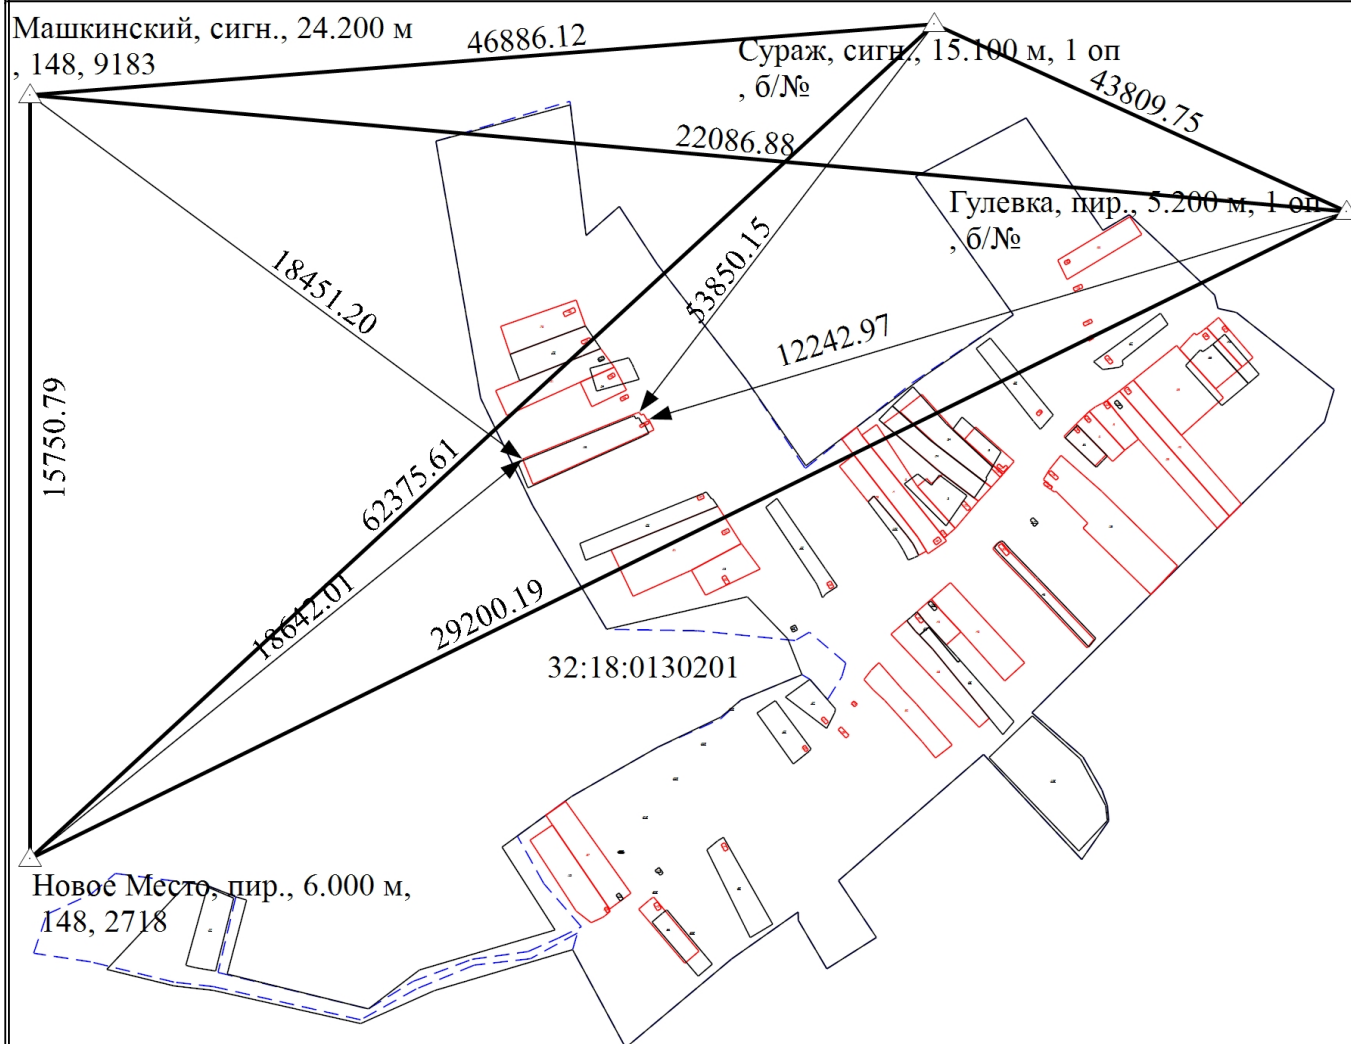 Машкинский, сигн., 24.200 м
, 148, 9183
46886.12
Сураж, сигн., 15.100 м, 1 оп
, б/№
43809.75
22086.88
Гулевка, пир., 5.200 м, 1 оп
, б/№
18451.20
53850.15
12242.97
15750.79
62375.61
18642.01
29200.19
32:18:0130201
Новое Место, пир., 6.000 м,
148, 2718